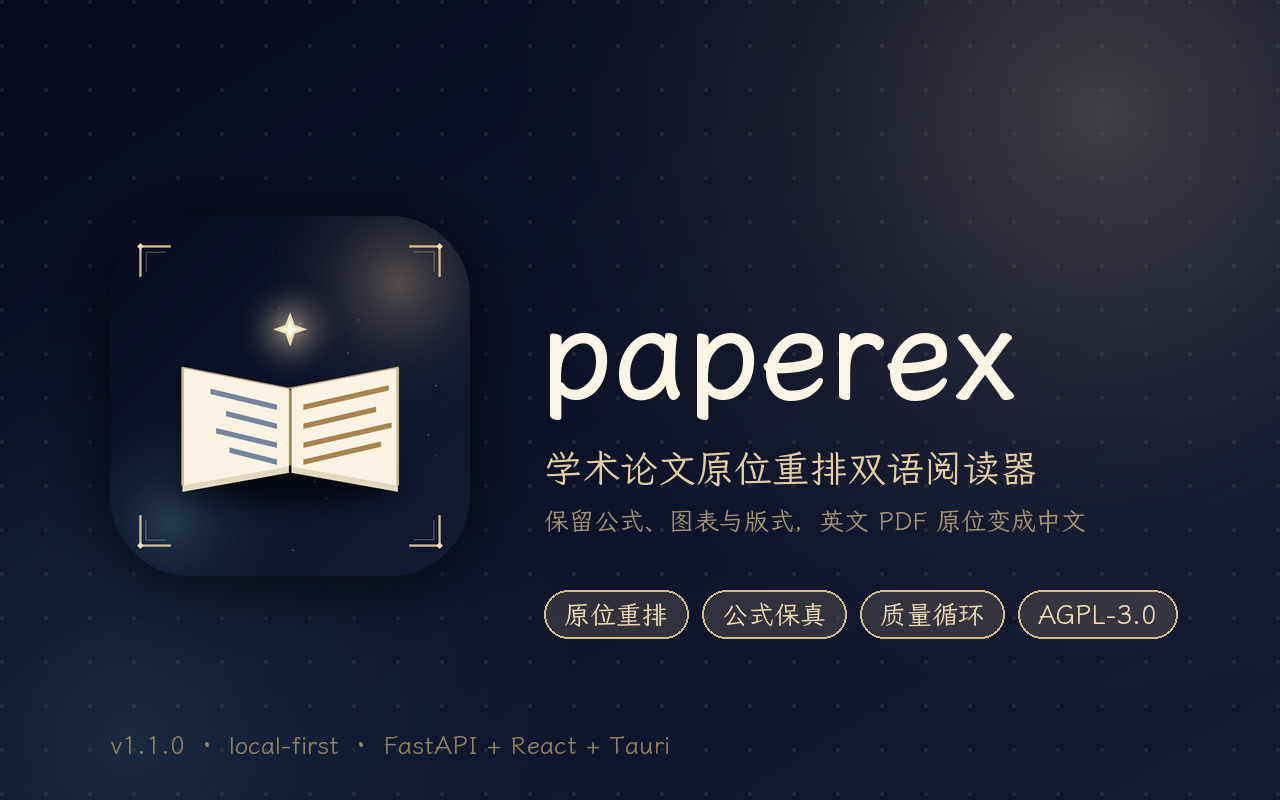 paperex
学术论文原位重排双语阅读器
保留公式、图表与版式，英文 PDF 原位变成中文
原位重排 公式保真 质量循环 AGPL-3.0
v1.1.0 • local-first • FastAPI + React + Tauri